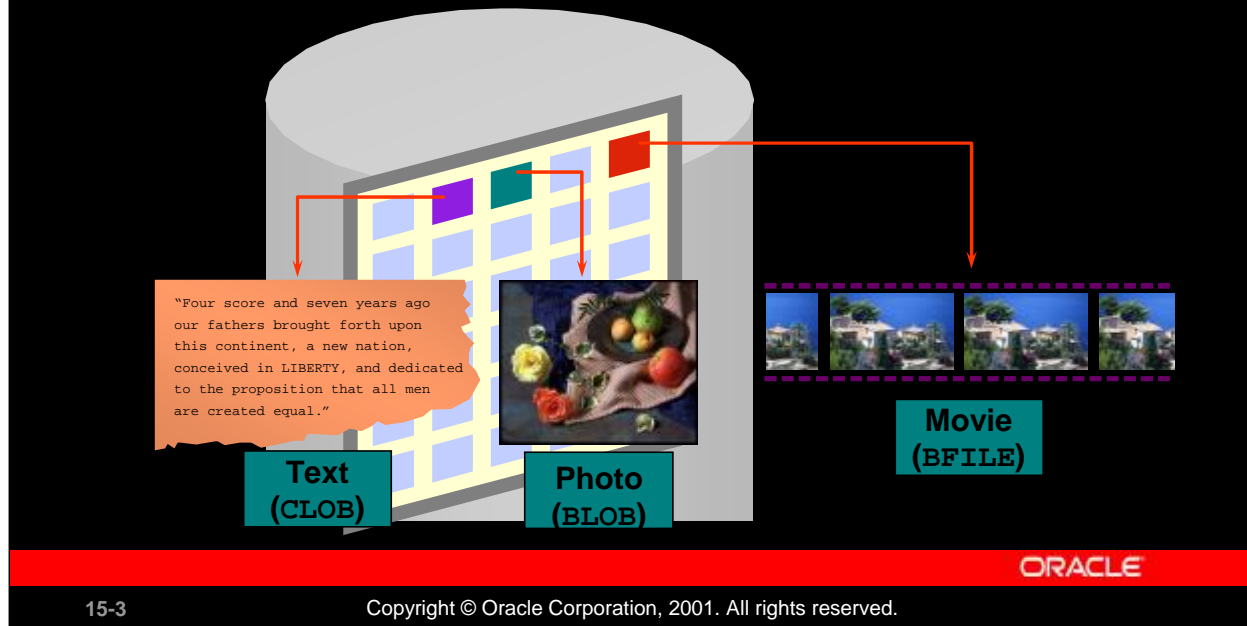 “Four score and seven years ago
our fathers brought forth upon
this continent, a new nation,
conceived in LIBERTY, and dedicated
to the proposition that all men
are created equal.”
Text
(CLOB)
Photo
(BLOB)
Movie
(BFILE)
ORACLE
15-3
Copyright © Oracle Corporation, 2001. All rights reserved.